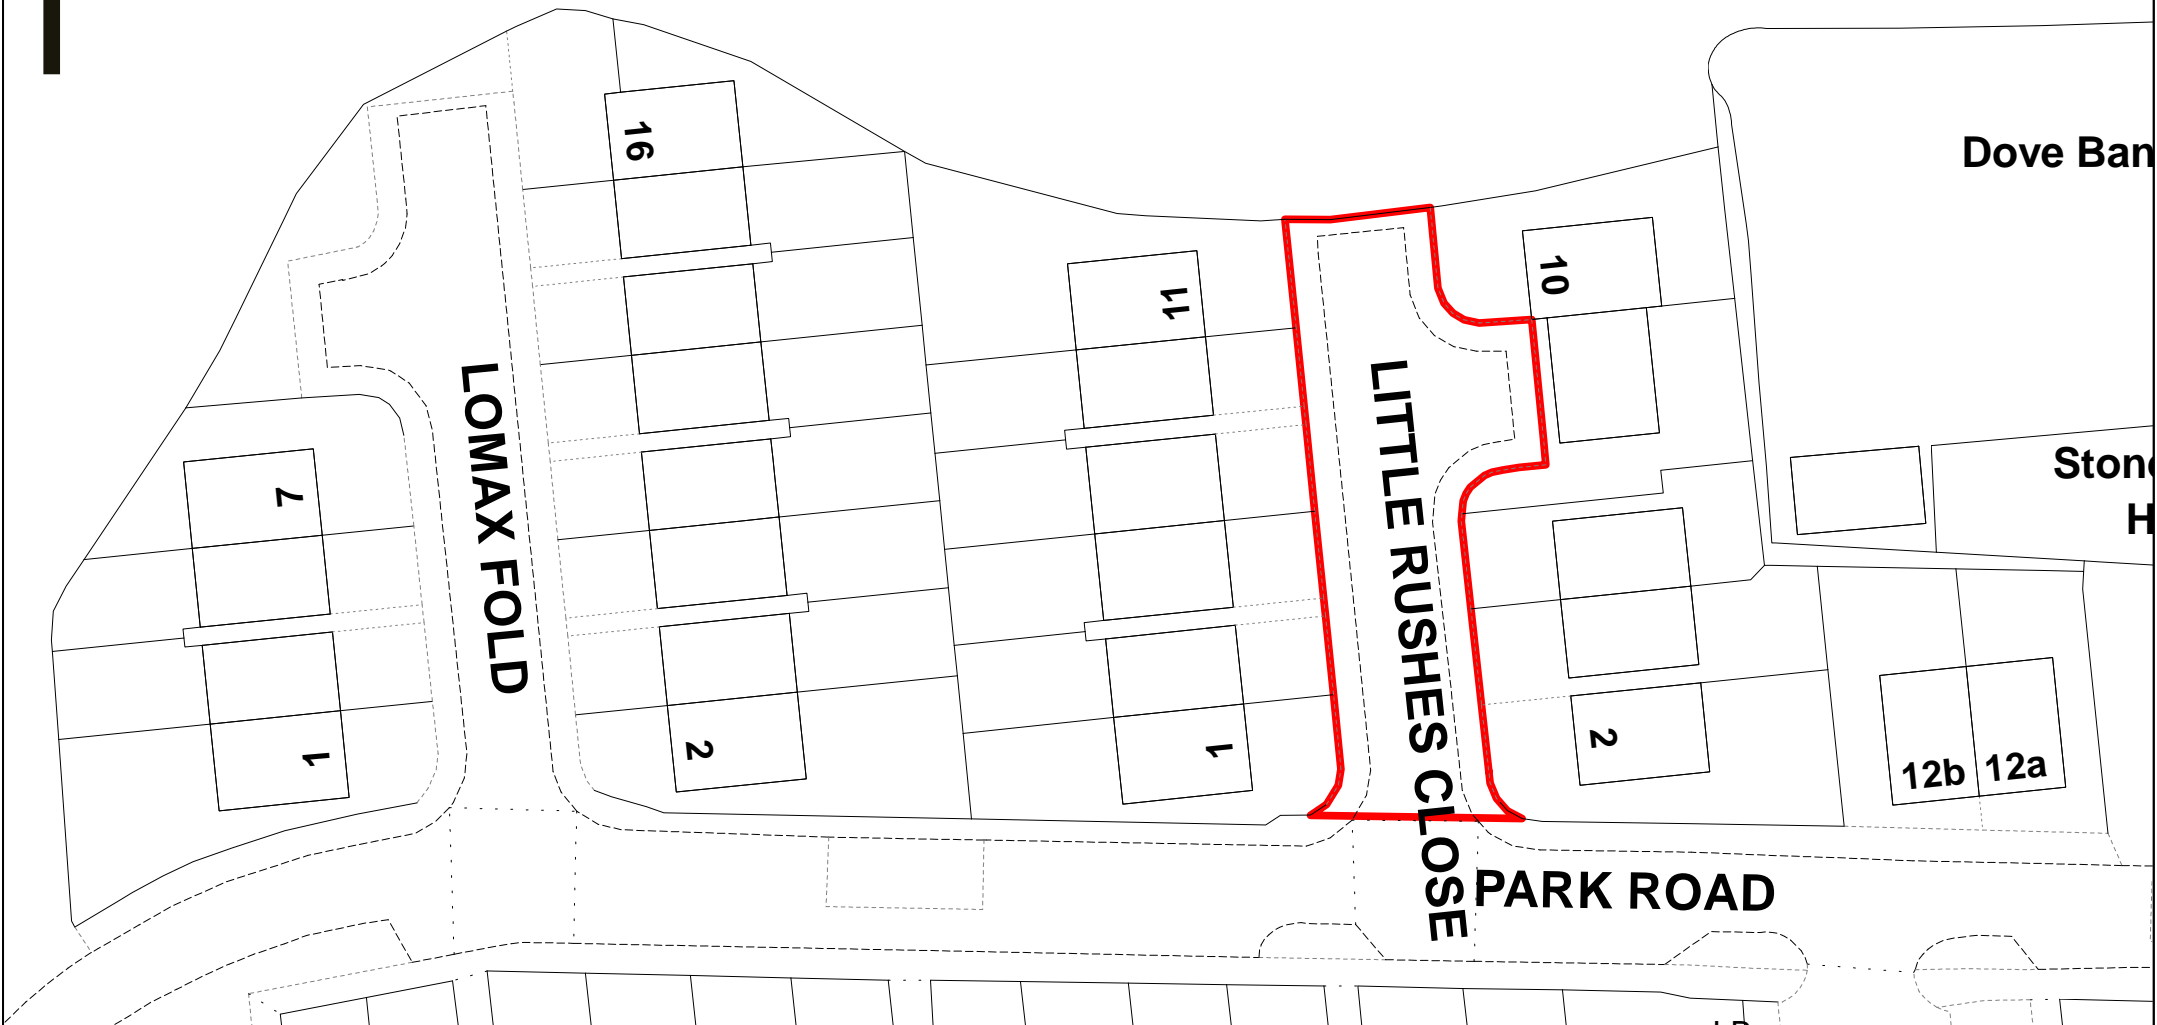 16
Dove Ban
11
10
LOMAX FOLD
LITTLE RUSHES CLOSE
7
Ston
H
1
2
1
2
12b
12a
PARK ROAD